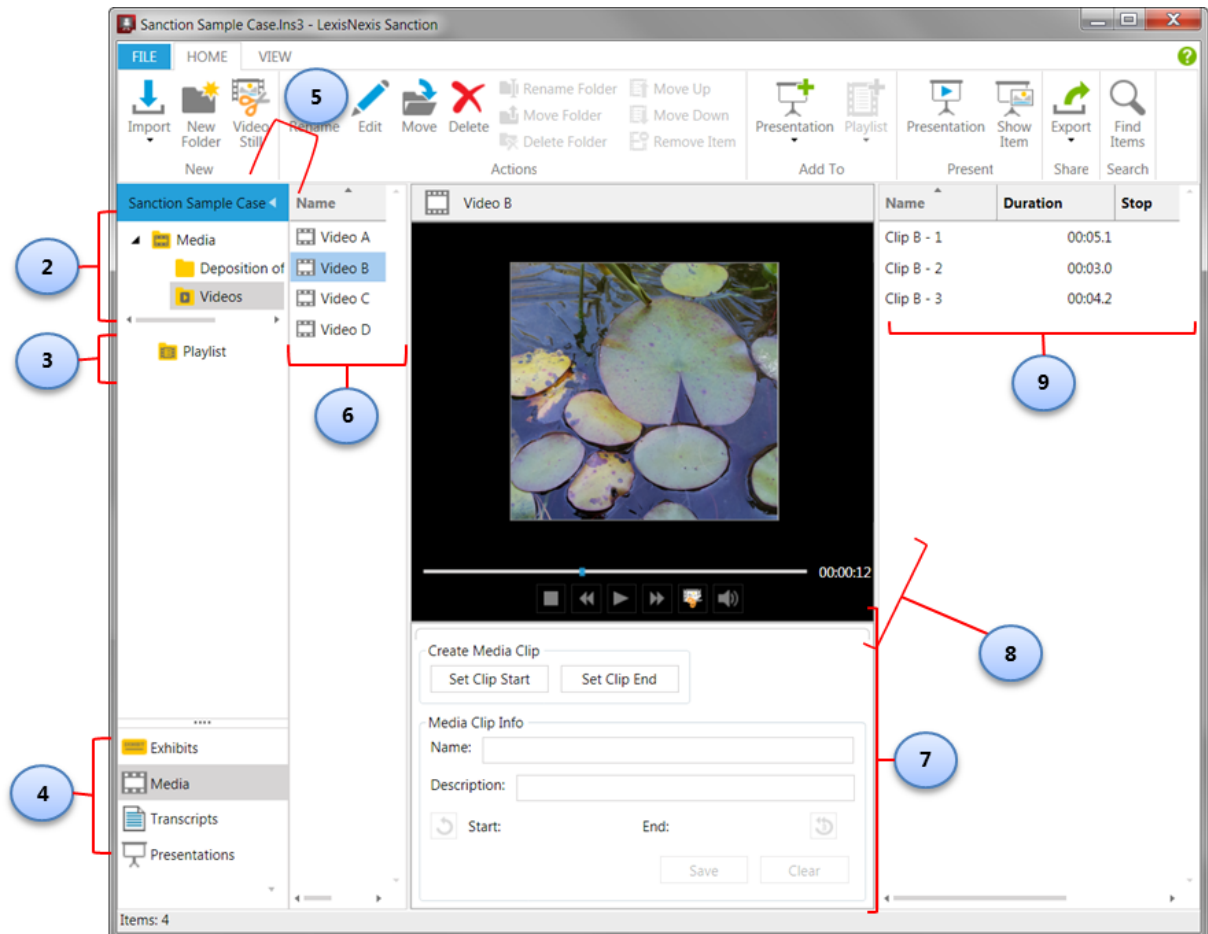 Sanction Sample Case.lns3 - LexisNexis Sanction
FILE HOME VIEW
Import New Folder Video Still Rename Edit Move Delete
Rename Folder Move Up
Move Folder Move Down
Delete Folder Remove Item
Presentation Playlist Presentation Show Item Export Find Items
New Actions Add To Present Share Search
5
Sanction Sample Case Name Video B Name Duration Stop
2
Media
Deposition of
Videos
3
Playlist
Video A
Video B
Video C
Video D
6
Clip B - 1 00:05.1
Clip B - 2 00:03.0
Clip B - 3 00:04.2
9
00:00:12
8
Create Media Clip
Set Clip Start Set Clip End
Media Clip Info
Name:
Description:
Start: End:
Save Clear
7
4
Exhibits
Media
Transcripts
Presentations
Items: 4